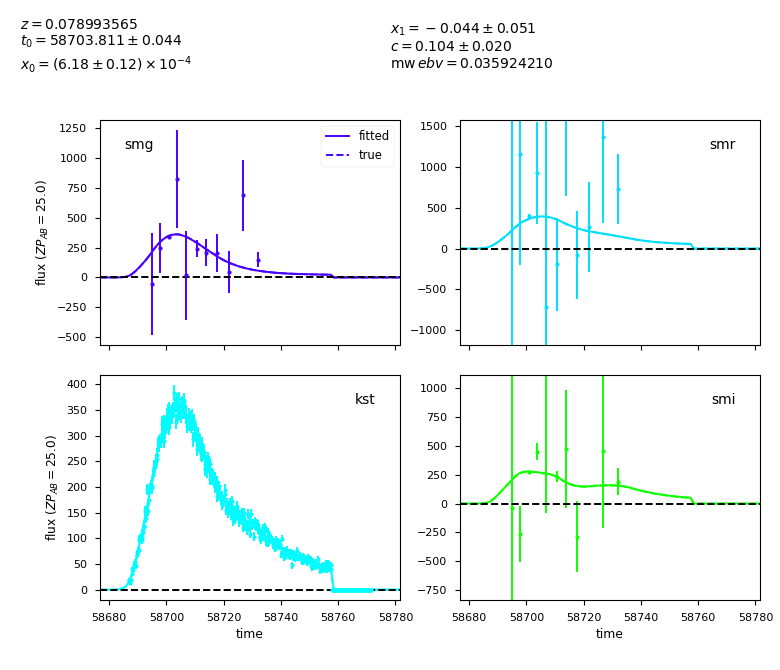 z = 0.078993565
t₀ = 58703.811 ± 0.044
x₀ = (6.18 ± 0.12) × 10⁻⁴
x₁ = −0.044 ± 0.051
c = 0.104 ± 0.020
mw ebv = 0.035924210
smg
fitted
true
flux (ZP_AB = 25.0)
1250
1000
750
500
250
0
−250
−500
smr
1500
1000
500
0
−500
−1000
kst
flux (ZP_AB = 25.0)
400
350
300
250
200
150
100
50
0
58680 58700 58720 58740 58760 58780
time
smi
1000
750
500
250
0
−250
−500
−750
58680 58700 58720 58740 58760 58780
time